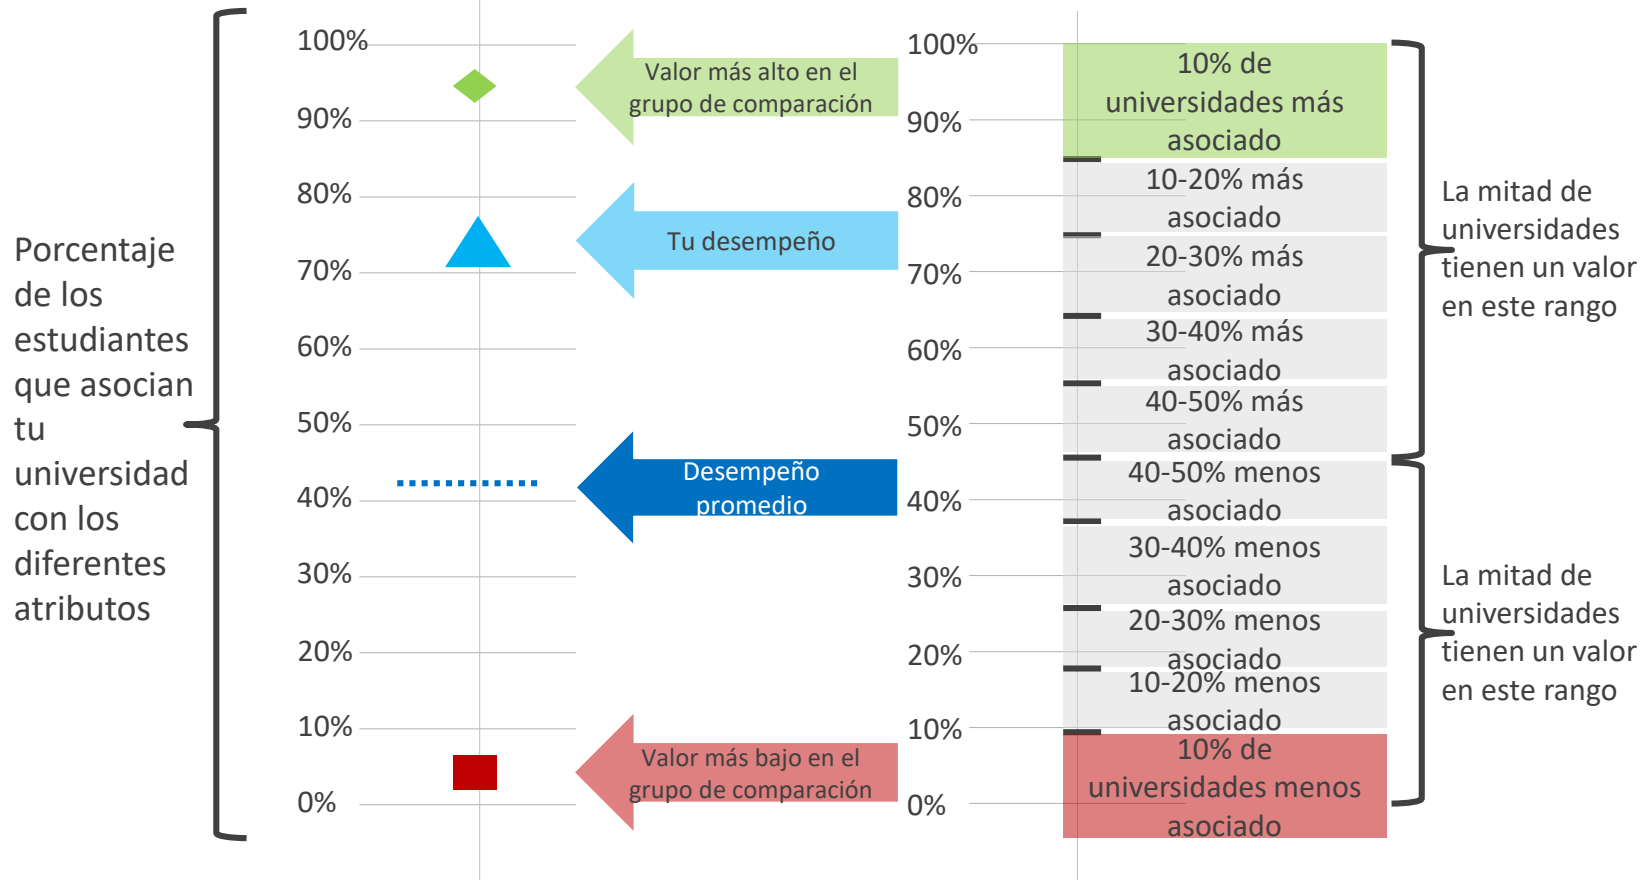 Porcentaje
de los
estudiantes
que asocian
tu
universidad
con los
diferentes
atributos
100%
90%
80%
70%
60%
50%
40%
30%
20%
10%
0%
Valor más alto en el
grupo de comparación
Tu desempeño
Desempeño
promedio
Valor más bajo en el
grupo de comparación
100%
90%
80%
70%
60%
50%
40%
30%
20%
10%
0%
10% de
universidades más
asociado
10-20% más
asociado
20-30% más
asociado
30-40% más
asociado
40-50% más
asociado
40-50% menos
asociado
30-40% menos
asociado
20-30% menos
asociado
10-20% menos
asociado
10% de
universidades menos
asociado
La mitad de
universidades
tienen un valor
en este rango
La mitad de
universidades
tienen un valor
en este rango